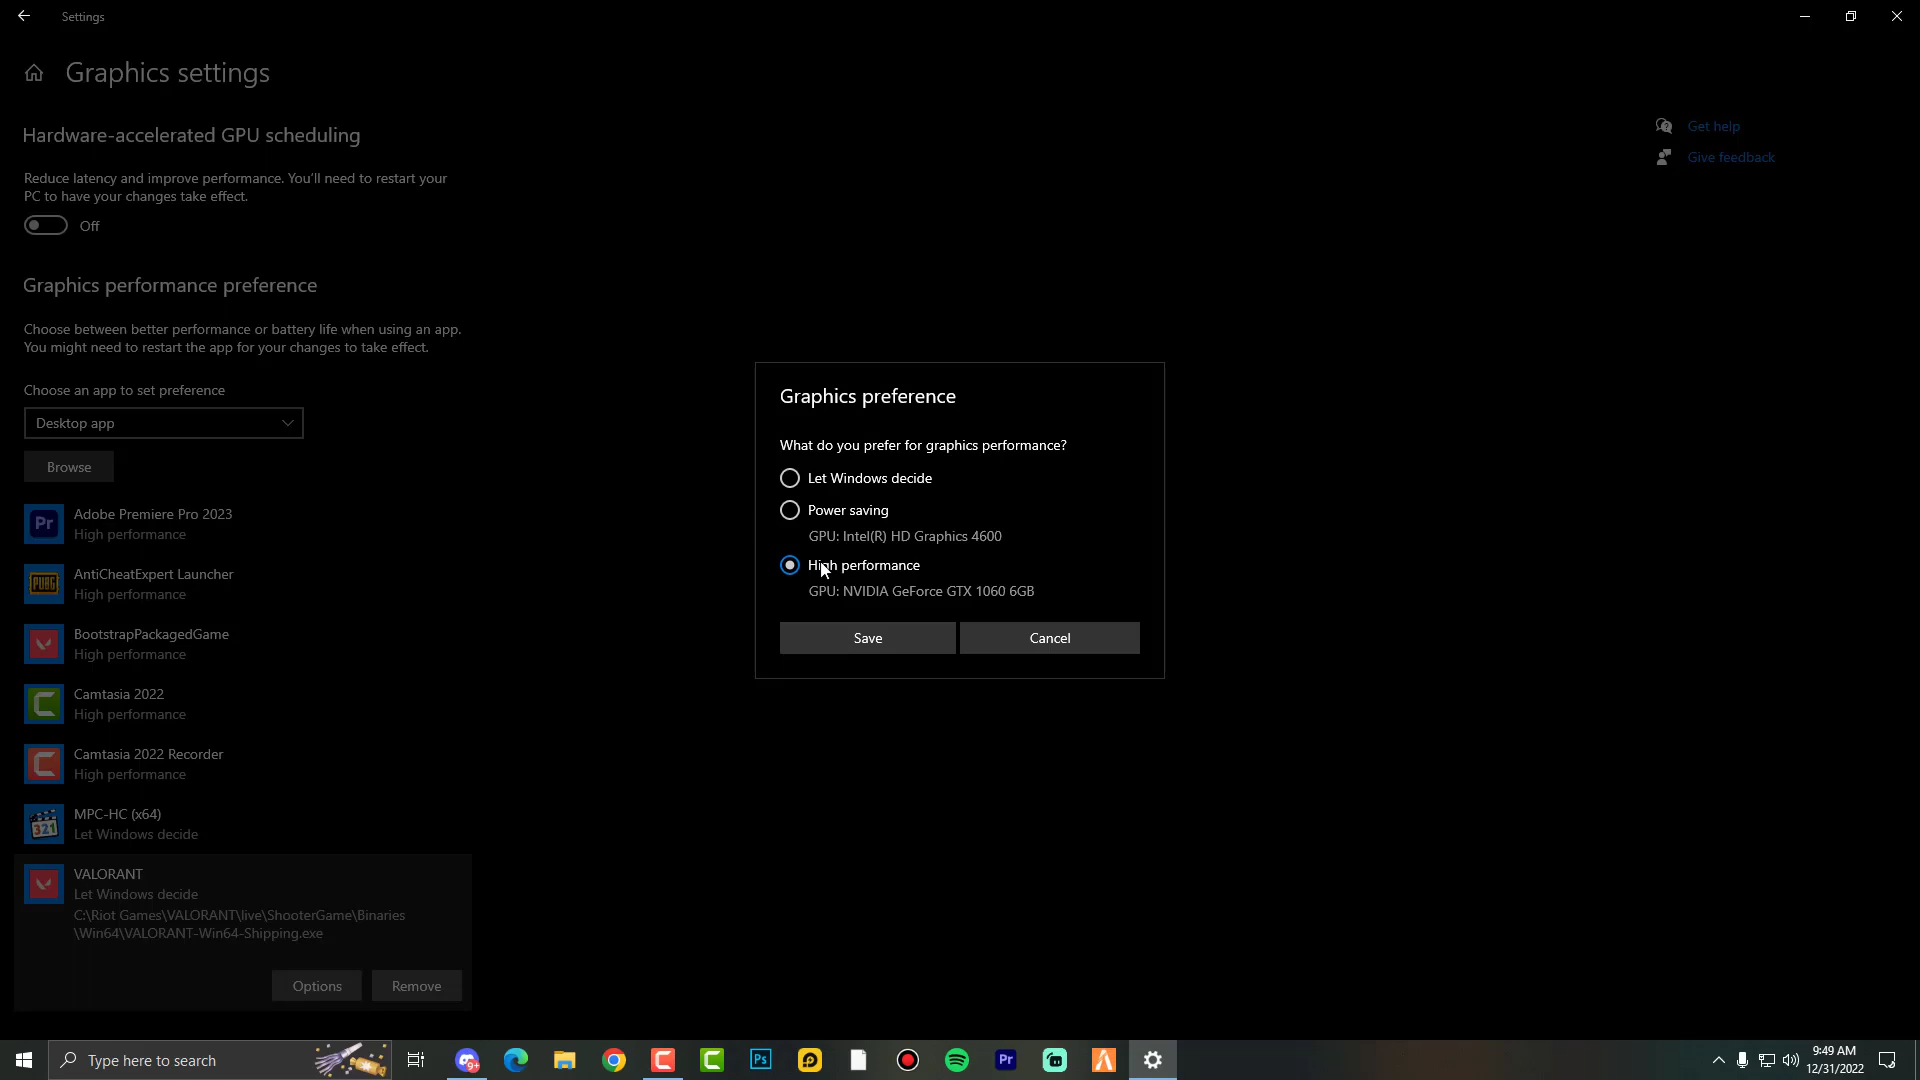 Settings
Graphics settings
Hardware-accelerated GPU scheduling
Reduce latency and improve performance. You'll need to restart your
PC to have your changes take effect.
Off
Graphics performance preference
Choose between better performance or battery life when using an app.
You might need to restart the app for your changes to take effect.
Choose an app to set preference
Desktop app
Browse
Pr
Adobe Premiere Pro 2023
High performance
PUBG
AntiCheatExpert Launcher
High performance
BootstrapPackagedGame
High performance
Camtasia 2022
High performance
Camtasia 2022 Recorder
High performance
321
MPC-HC (x64)
Let Windows decide
VALORANT
Let Windows decide
C:\Riot Games\VALORANT\live\ShooterGame\Binaries
\Win64\VALORANT-Win64-Shipping.exe
Options
Remove
Get help
Give feedback
Graphics preference
What do you prefer for graphics performance?
Let Windows decide
Power saving
GPU: Intel(R) HD Graphics 4600
High performance
GPU: NVIDIA GeForce GTX 1060 6GB
Save
Cancel
Type here to search
9+
Ps
Pr
9:49 AM
12/31/2022